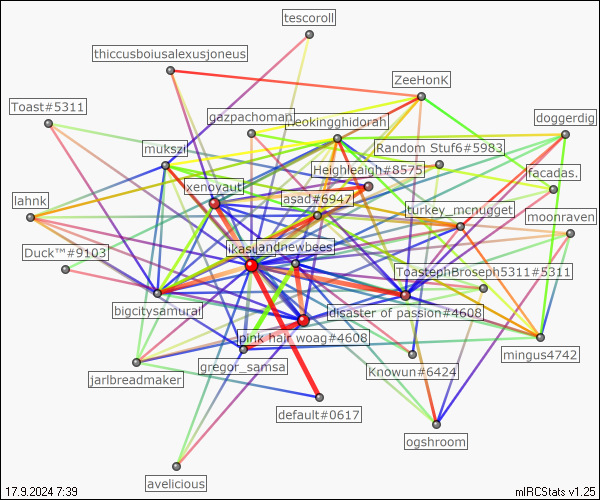 tescoroll
thiccusboiusalexusjoneus
ZeeHonK
Toast#5311
gazpachoman
neokingghidorah
doggerdig
mukszi
Random Stuf6#5983
Heighleaigh#8575
facadas.
xenoyaut
lahnk
asad#6947
turkey_mcnugget
moonraven
Duck™#9103
andnewbees
ToastephBroseph5311#5311
bigcitysamurai
disaster of passion#4608
pink hair woag#4608
mingus4742
gregor_samsa
Knowun#6424
jarlbreadmaker
default#0617
ogshroom
avelicious
17.9.2024 7:39
mIRCStats v1.25